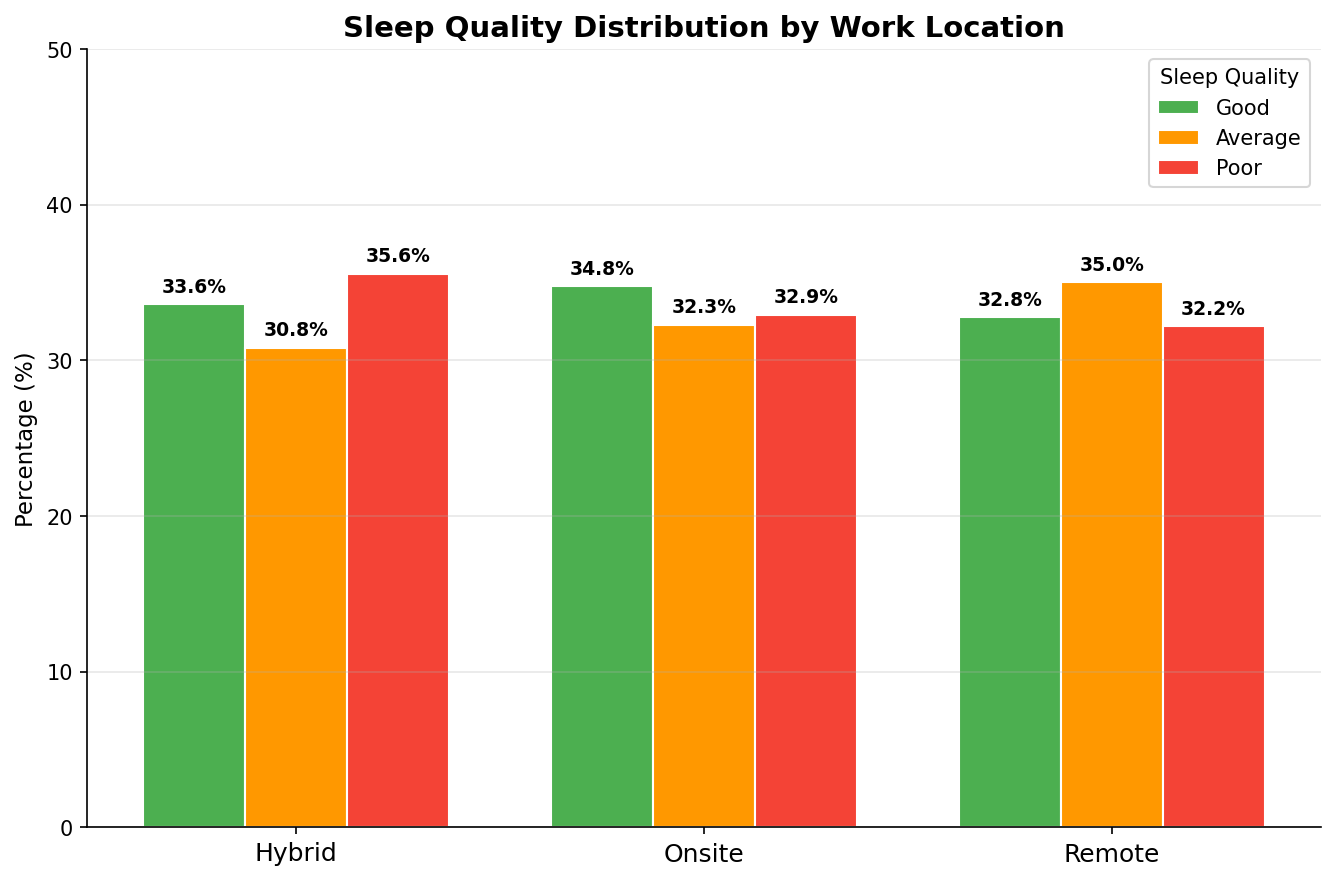 Sleep Quality Distribution by Work Location
Percentage (%)
50
40
30
20
10
0
Sleep Quality
Good
Average
Poor
33.6%
30.8%
35.6%
34.8%
32.3%
32.9%
32.8%
35.0%
32.2%
Hybrid
Onsite
Remote